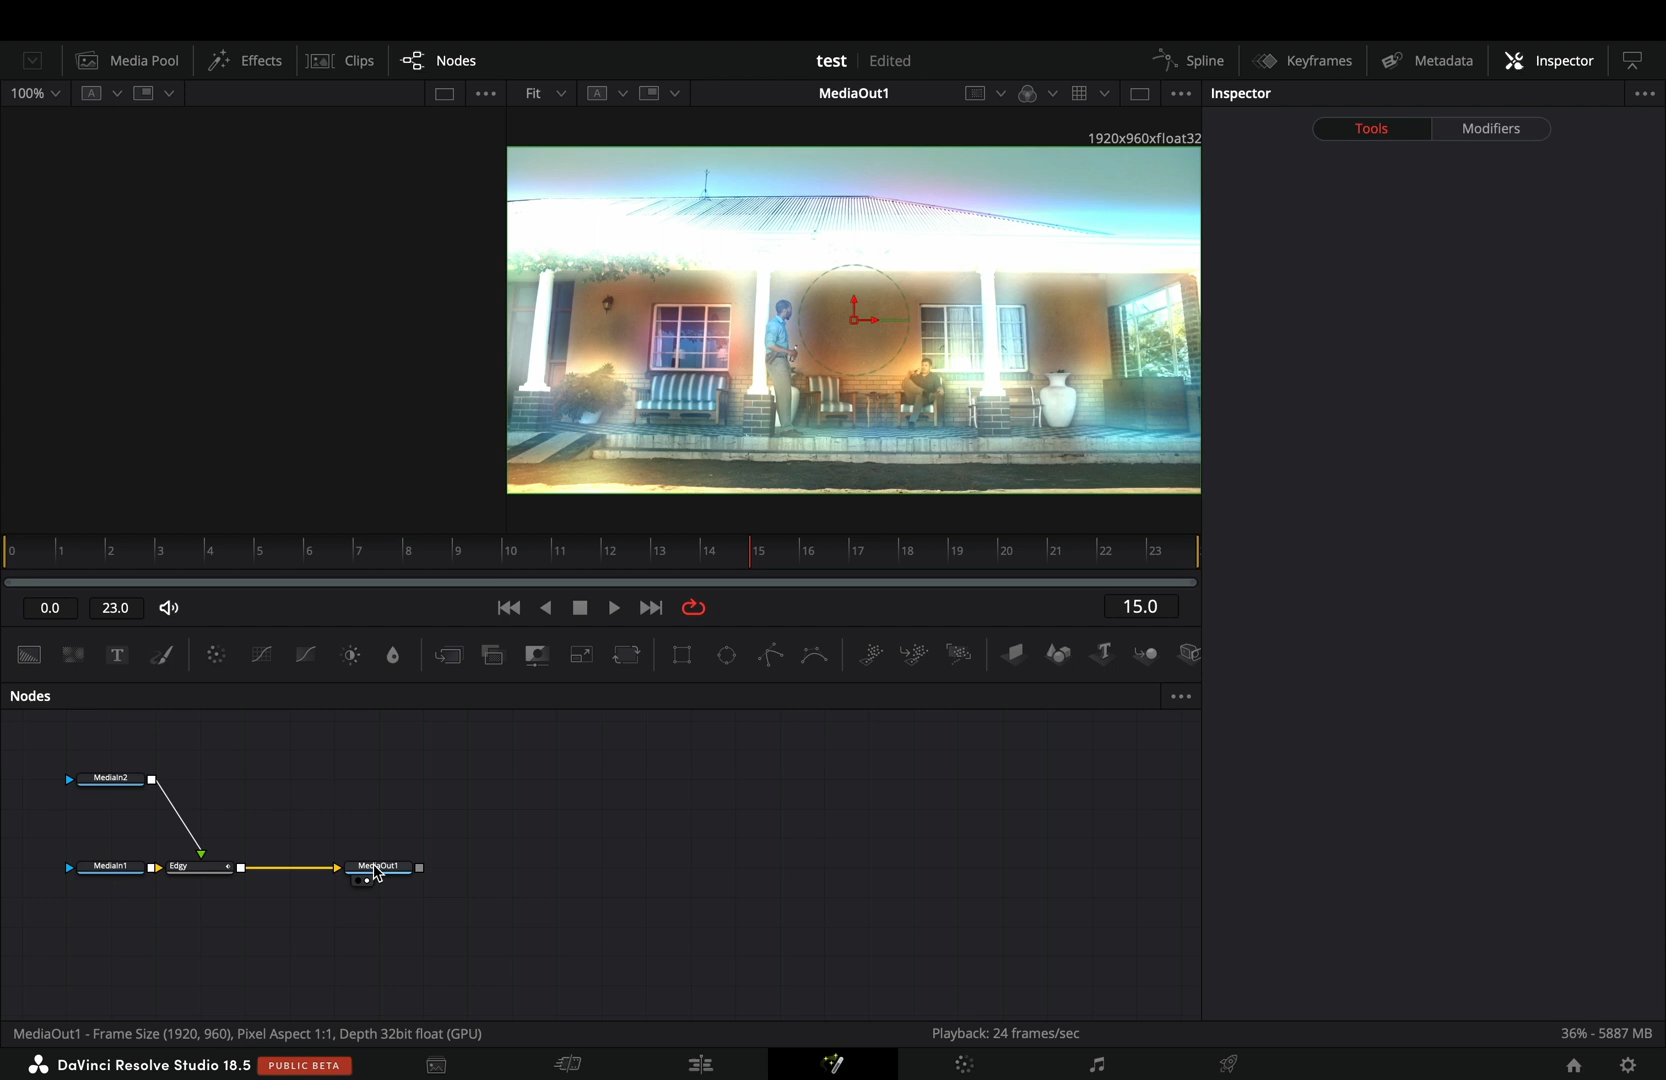 Media Pool
Effects
Clips
Nodes
test
Edited
Spline
Keyframes
Metadata
Inspector
100%
A
Fit
A
MediaOut1
Inspector
Tools
Modifiers
1920x960xfloat32
0 1 2 3 4 5 6 7 8 9 10 11 12 13 14 15 16 17 18 19 20 21 22 23
0.0
23.0
15.0
T
T
Nodes
MediaIn2
MediaIn1
Edgy
MediaOut1
MediaOut1 - Frame Size (1920, 960), Pixel Aspect 1:1, Depth 32bit float (GPU)
Playback: 24 frames/sec
36% - 5887 MB
DaVinci Resolve Studio 18.5
PUBLIC BETA